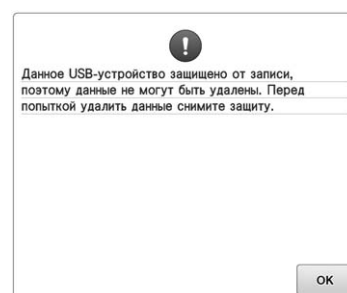 Данное USB-устройство защищено от записи,
поэтому данные не могут быть удалены. Перед
попыткой удалить данные снимите защиту.
OK